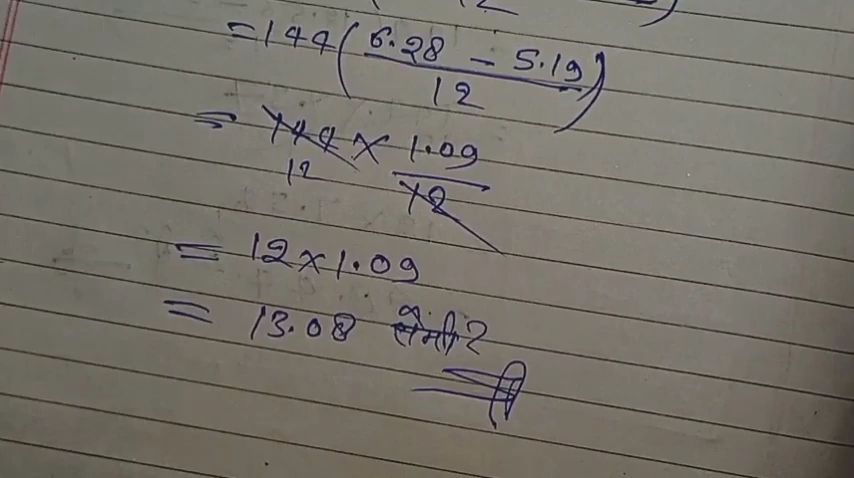 = 144 ( 6.28 - 5.19 / 12 )
= 144 × 1.09 / 12
12
= 12 × 1.09
= 13.08 सेमी2